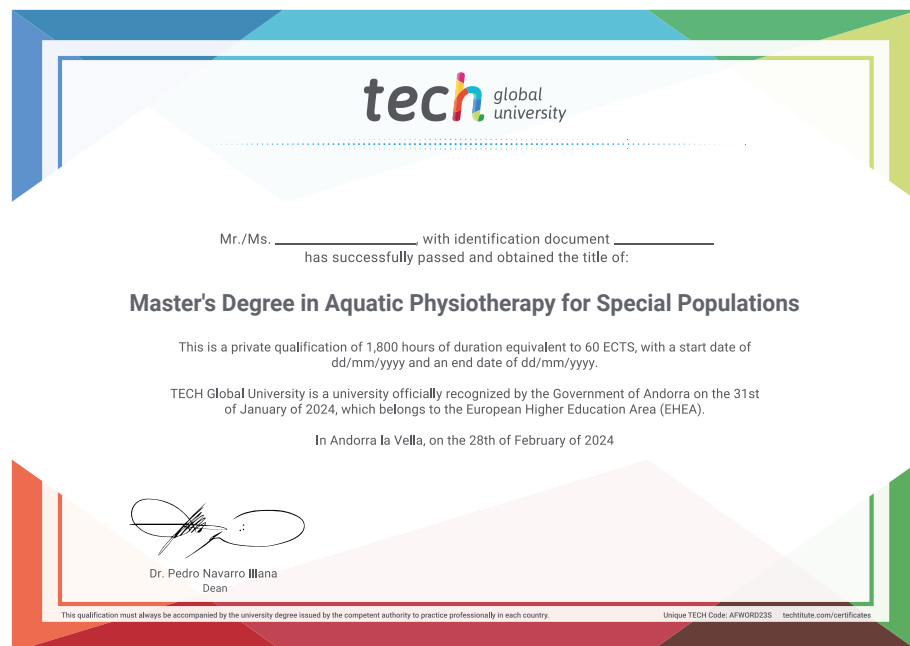 tech global university
Mr./Ms. ________________, with identification document ____________
has successfully passed and obtained the title of:
Master's Degree in Aquatic Physiotherapy for Special Populations
This is a private qualification of 1,800 hours of duration equivalent to 60 ECTS, with a start date of
dd/mm/yyyy and an end date of dd/mm/yyyy.
TECH Global University is a university officially recognized by the Government of Andorra on the 31st
of January of 2024, which belongs to the European Higher Education Area (EHEA).
In Andorra la Vella, on the 28th of February of 2024
Dr. Pedro Navarro Illana
Dean
This qualification must always be accompanied by the university degree issued by the competent authority to practice professionally in each country.
Unique TECH Code: AFWORD23S techtitute.com/certificates